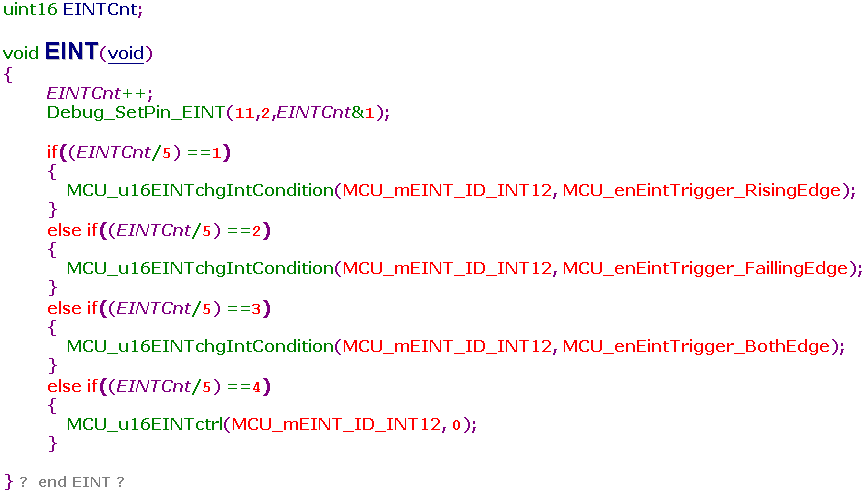 uint16 EINTCnt;
void EINT(void)
{
EINTCnt++;
Debug_SetPin_EINT(11,2,EINTCnt&1);
if((EINTCnt/5) ==1)
{
MCU_u16EINTchgIntCondition(MCU_mEINT_ID_INT12, MCU_enEintTrigger_RisingEdge);
}
else if((EINTCnt/5) ==2)
{
MCU_u16EINTchgIntCondition(MCU_mEINT_ID_INT12, MCU_enEintTrigger_FaillingEdge);
}
else if((EINTCnt/5) ==3)
{
MCU_u16EINTchgIntCondition(MCU_mEINT_ID_INT12, MCU_enEintTrigger_BothEdge);
}
else if((EINTCnt/5) ==4)
{
MCU_u16EINTctrl(MCU_mEINT_ID_INT12, 0);
}
} ? end EINT ?